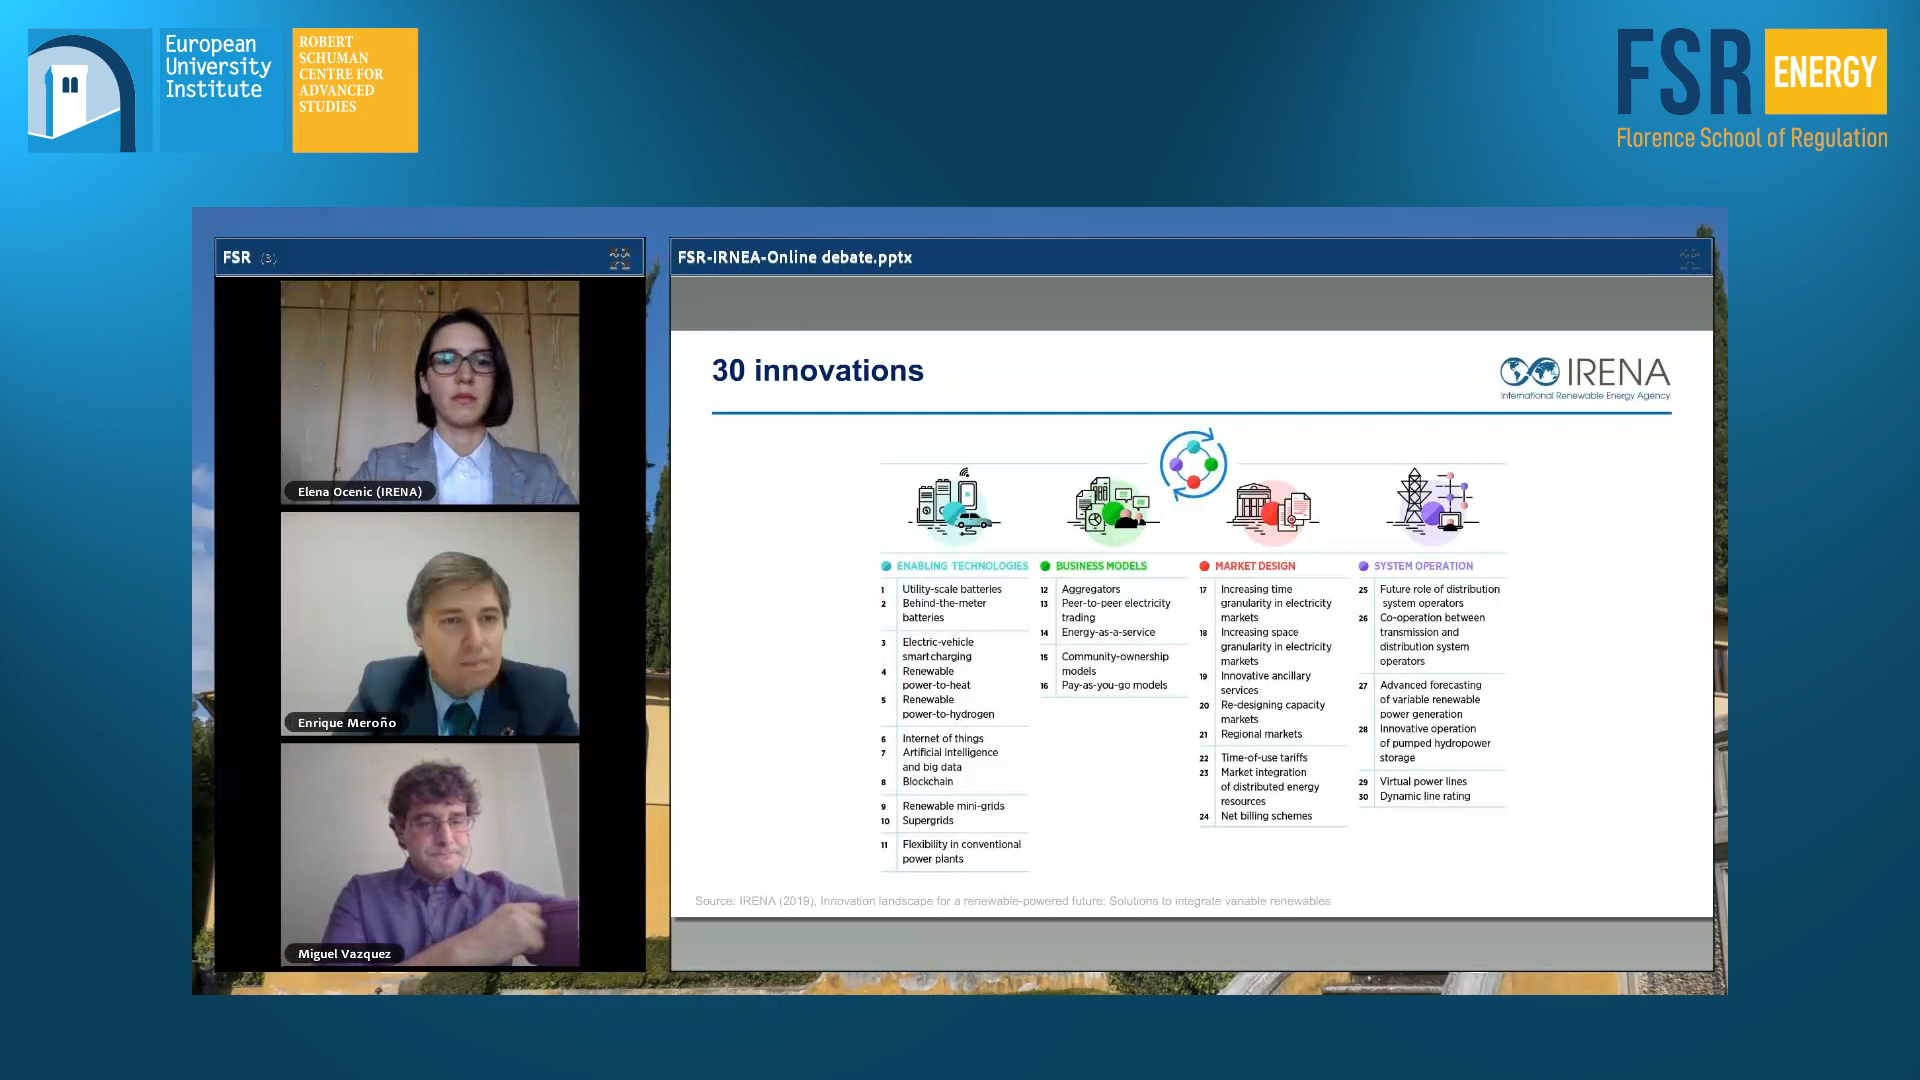 European
University
Institute
ROBERT
SCHUMAN
CENTRE FOR
ADVANCED
STUDIES
FSR ENERGY
Florence School of Regulation
FSR (3)
FSR-IRNEA-Online debate.pptx
Elena Ocenic (IRENA)
Enrique Meroño
Miguel Vazquez
30 innovations
IRENA
International Renewable Energy Agency
ENABLING TECHNOLOGIES
1 Utility-scale batteries
2 Behind-the-meter
batteries
3 Electric-vehicle
smart charging
4 Renewable
power-to-heat
5 Renewable
power-to-hydrogen
6 Internet of things
7 Artificial intelligence
and big data
8 Blockchain
9 Renewable mini-grids
10 Supergrids
11 Flexibility in conventional
power plants
BUSINESS MODELS
12 Aggregators
13 Peer-to-peer electricity
trading
14 Energy-as-a-service
15 Community-ownership
models
16 Pay-as-you-go models
MARKET DESIGN
17 Increasing time
granularity in electricity
markets
18 Increasing space
granularity in electricity
markets
19 Innovative ancillary
services
20 Re-designing capacity
markets
21 Regional markets
22 Time-of-use tariffs
23 Market integration
of distributed energy
resources
24 Net billing schemes
SYSTEM OPERATION
25 Future role of distribution
system operators
26 Co-operation between
transmission and
distribution system
operators
27 Advanced forecasting
of variable renewable
power generation
28 Innovative operation
of pumped hydropower
storage
29 Virtual power lines
30 Dynamic line rating
Source: IRENA (2019), Innovation landscape for a renewable-powered future: Solutions to integrate variable renewables